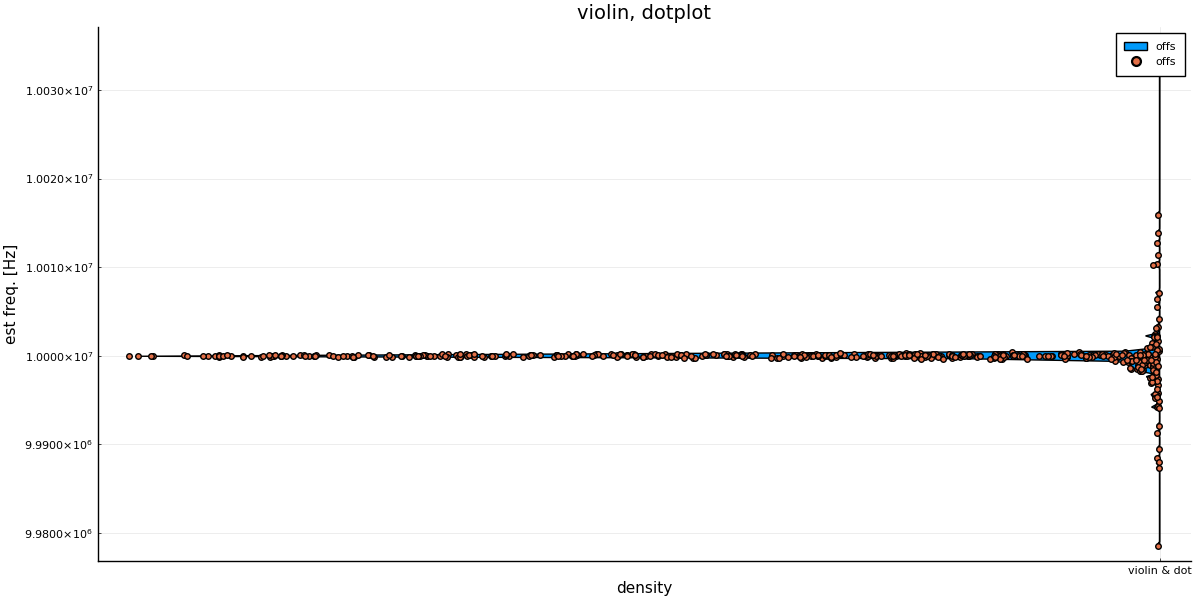 violin, dotplot
offs
offs
1.0030×10⁷
1.0020×10⁷
1.0010×10⁷
1.0000×10⁷
9.9900×10⁶
9.9800×10⁶
est freq. [Hz]
violin & dot
density